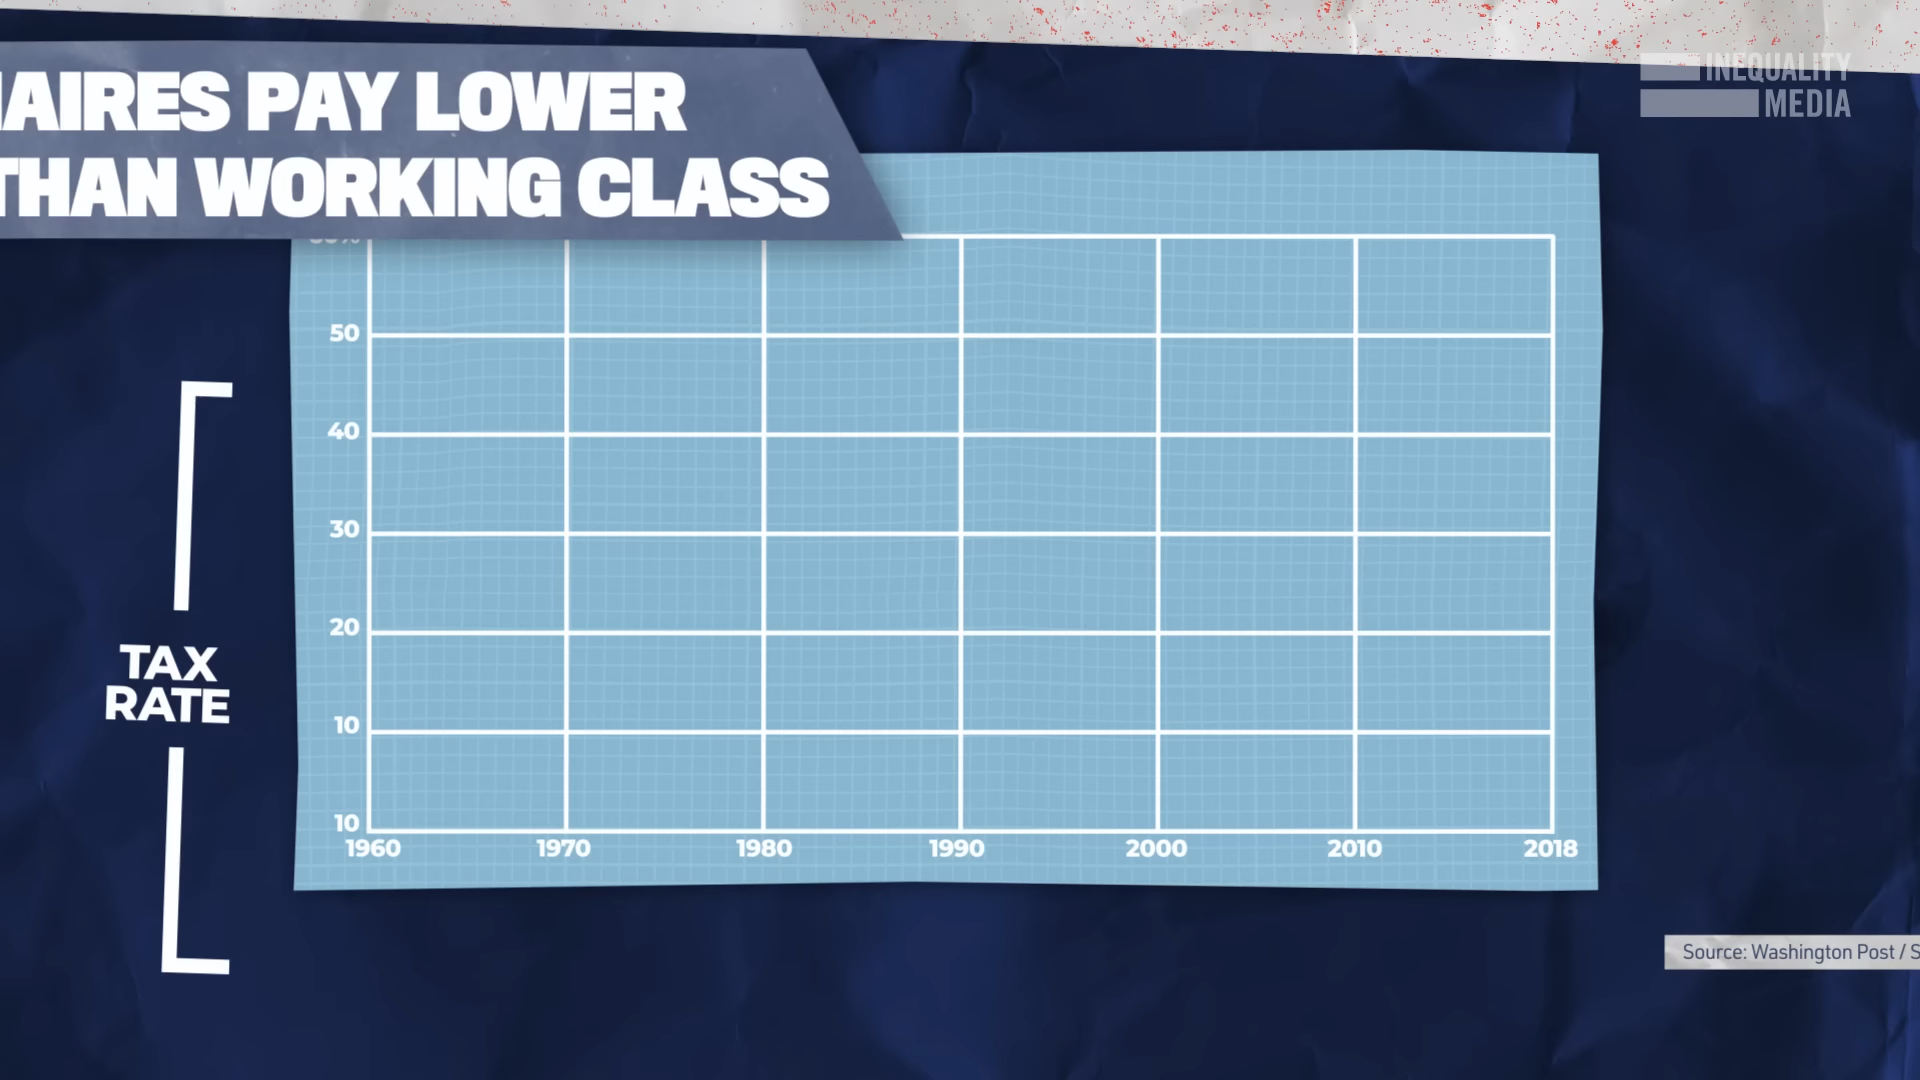 INEQUALITY
MEDIA
AIRES PAY LOWER
THAN WORKING CLASS
50
40
30
20
10
10
1960 1970 1980 1990 2000 2010 2018
TAX
RATE
Source: Washington Post / S